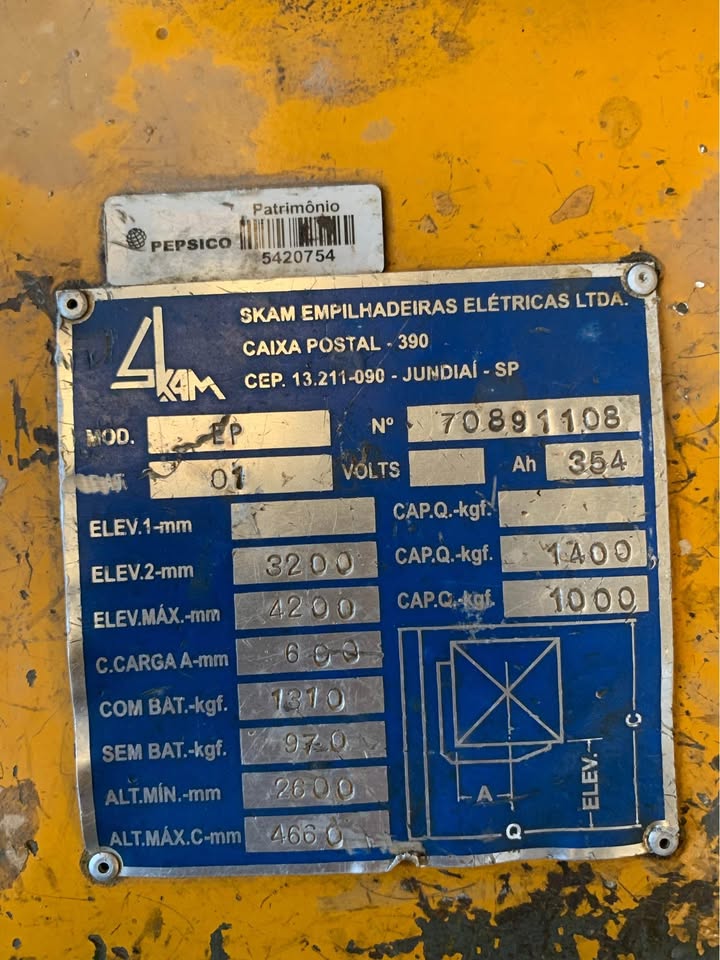 Patrimônio
PEPSICO
5420754
SKAM EMPILHADEIRAS ELÉTRICAS LTDA.
CAIXA POSTAL - 390
SKAM
CEP. 13.211-090 - JUNDIAÍ - SP
MOD. EP Nº 70891108
01 VOLTS Ah 354
ELEV.1-mm CAP.Q.-kgf.
ELEV.2-mm 3200 CAP.Q.-kgf. 1400
ELEV.MÁX.-mm 4200 CAP.Q.-kgf. 1000
C.CARGA A-mm 600
COM BAT.-kgf. 1310
SEM BAT.-kgf. 970
ALT.MÍN.-mm 2600
ALT.MÁX.C-mm 4660
A
ELEV.
C
Q